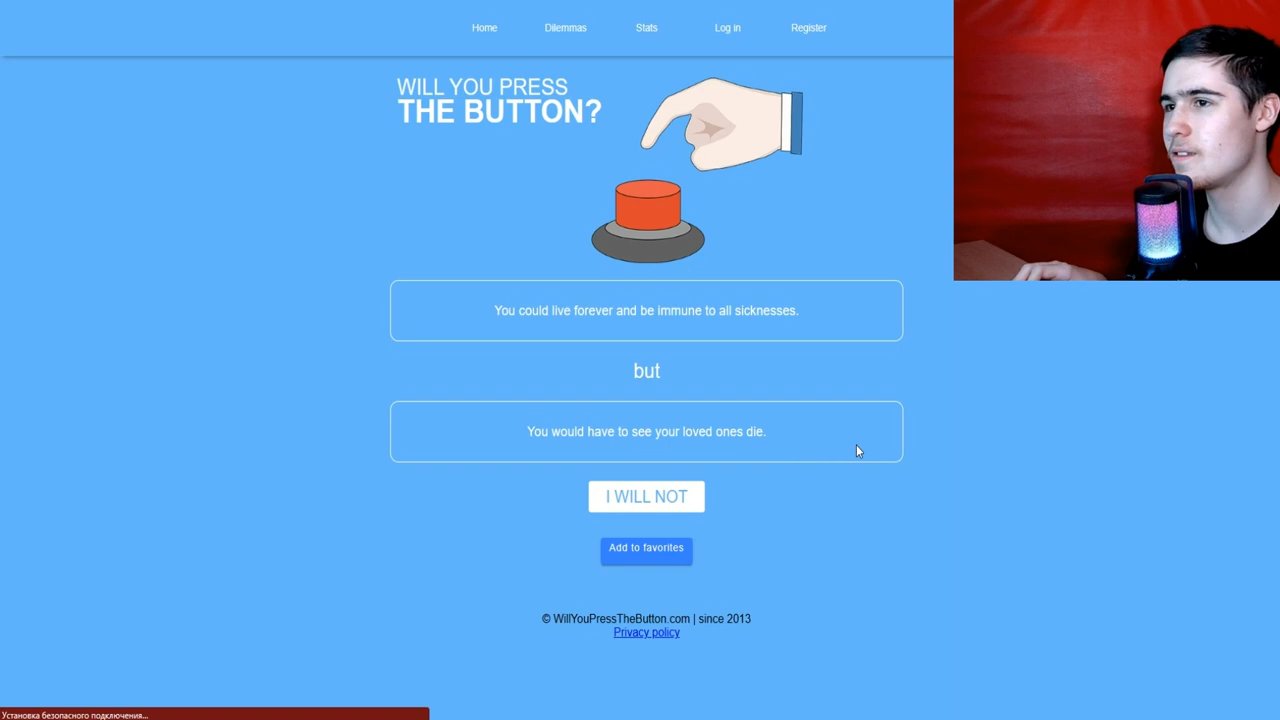 Home Dilemmas Stats Log in Register
WILL YOU PRESS
THE BUTTON?
You could live forever and be immune to all sicknesses.
but
You would have to see your loved ones die.
I WILL NOT
Add to favorites
© WillYouPressTheButton.com | since 2013
Privacy policy
Установка безопасного подключения...